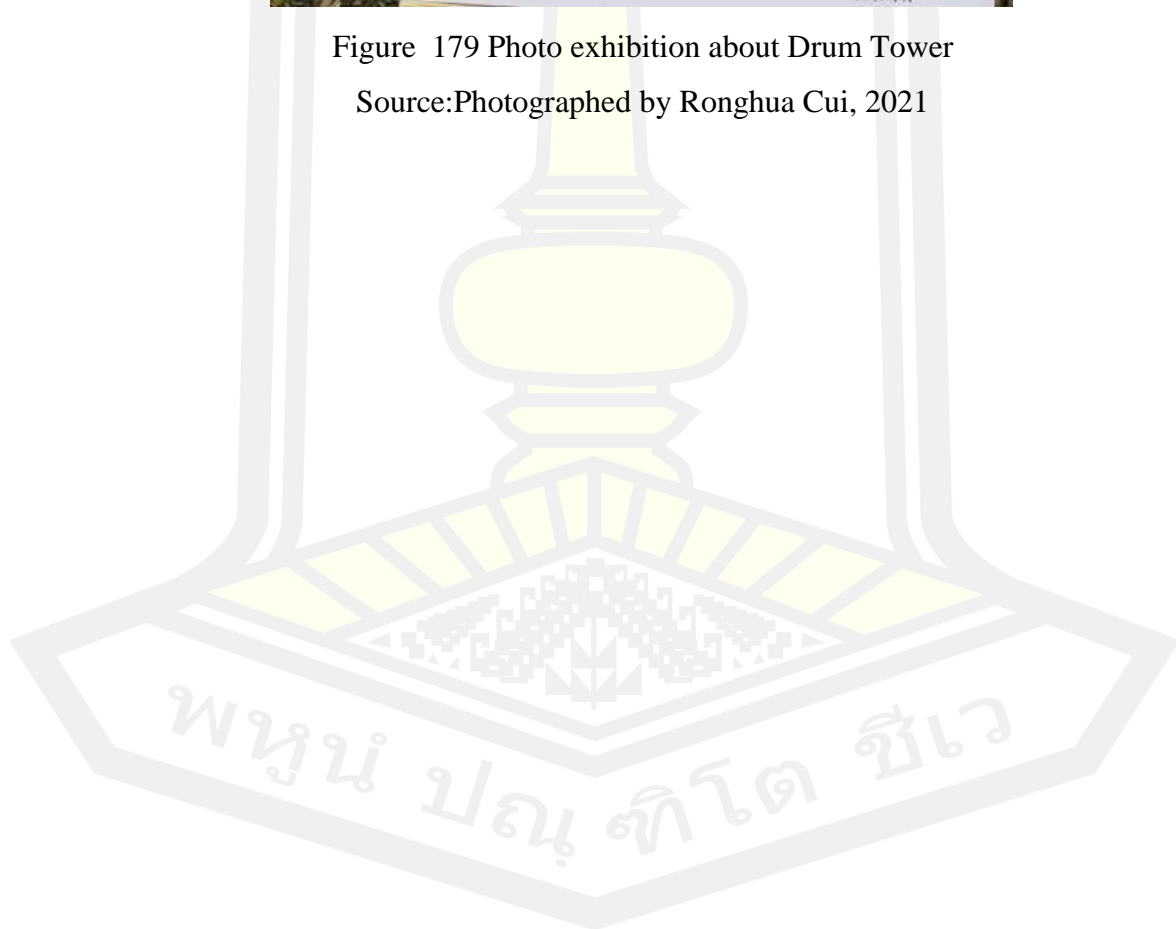 Figure  179 Photo exhibition about Drum Tower
Source:Photographed by Ronghua Cui, 2021
พหูนํ ปณฺฑิโต ชีเว